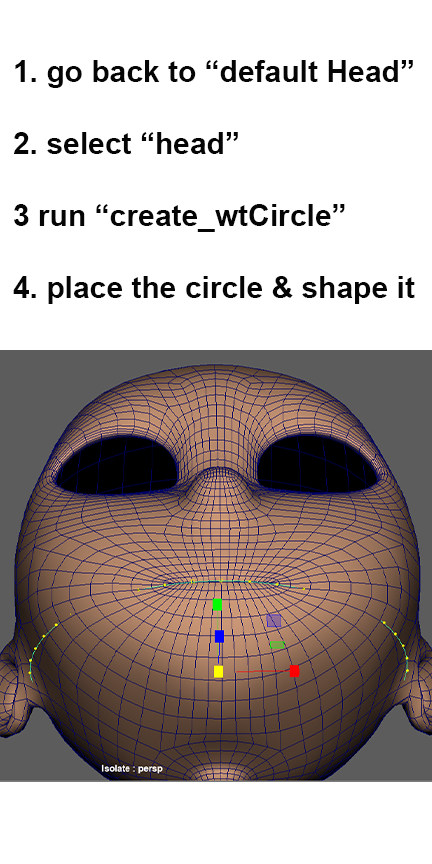 1. go back to “default Head”
2. select “head”
3 run “create_wtCircle”
4. place the circle & shape it
Isolate : persp